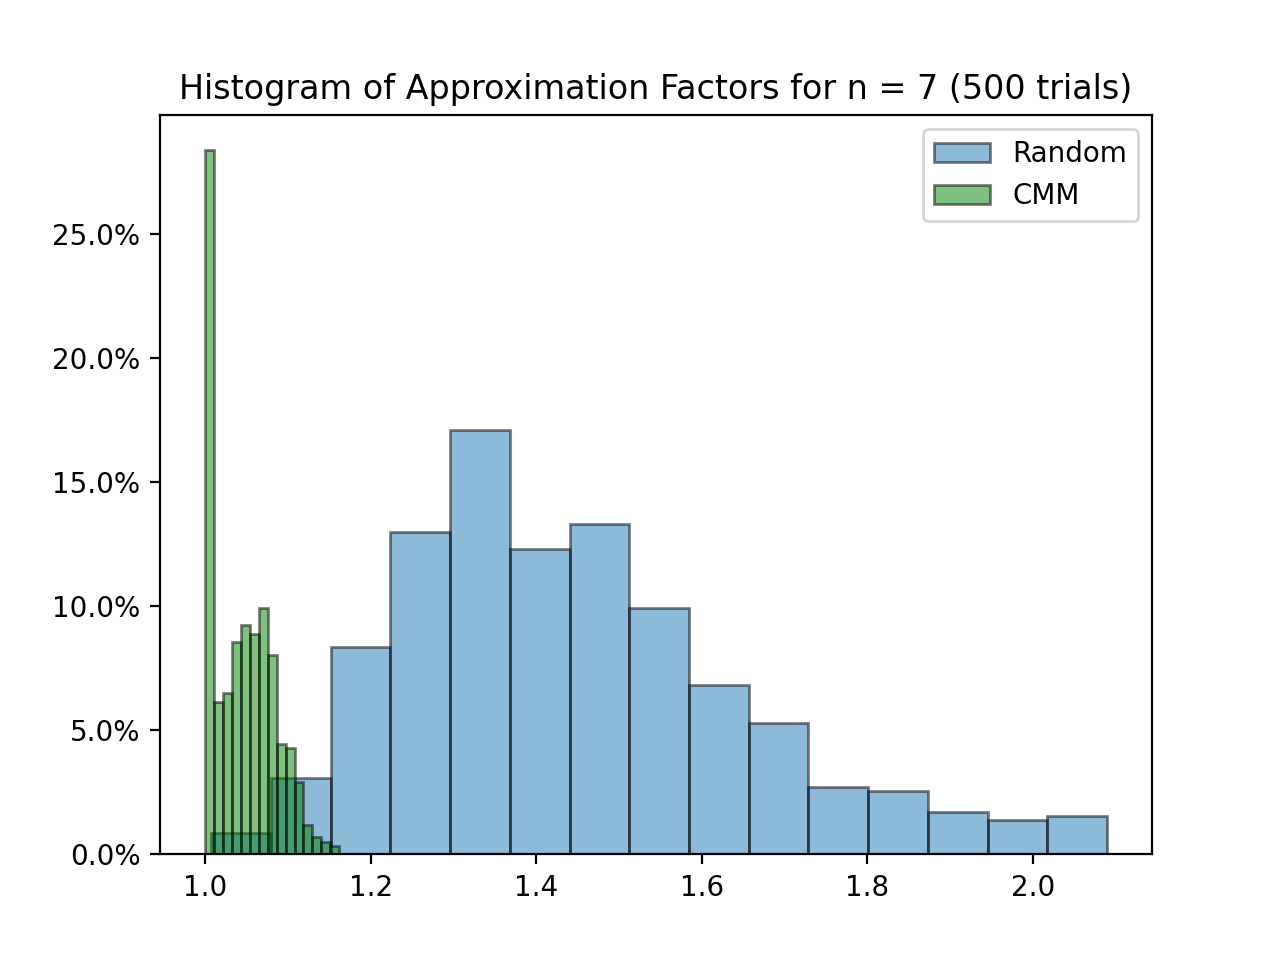 Histogram of Approximation Factors for n = 7 (500 trials)
Random
CMM
25.0%
20.0%
15.0%
10.0%
5.0%
0.0%
1.0 1.2 1.4 1.6 1.8 2.0